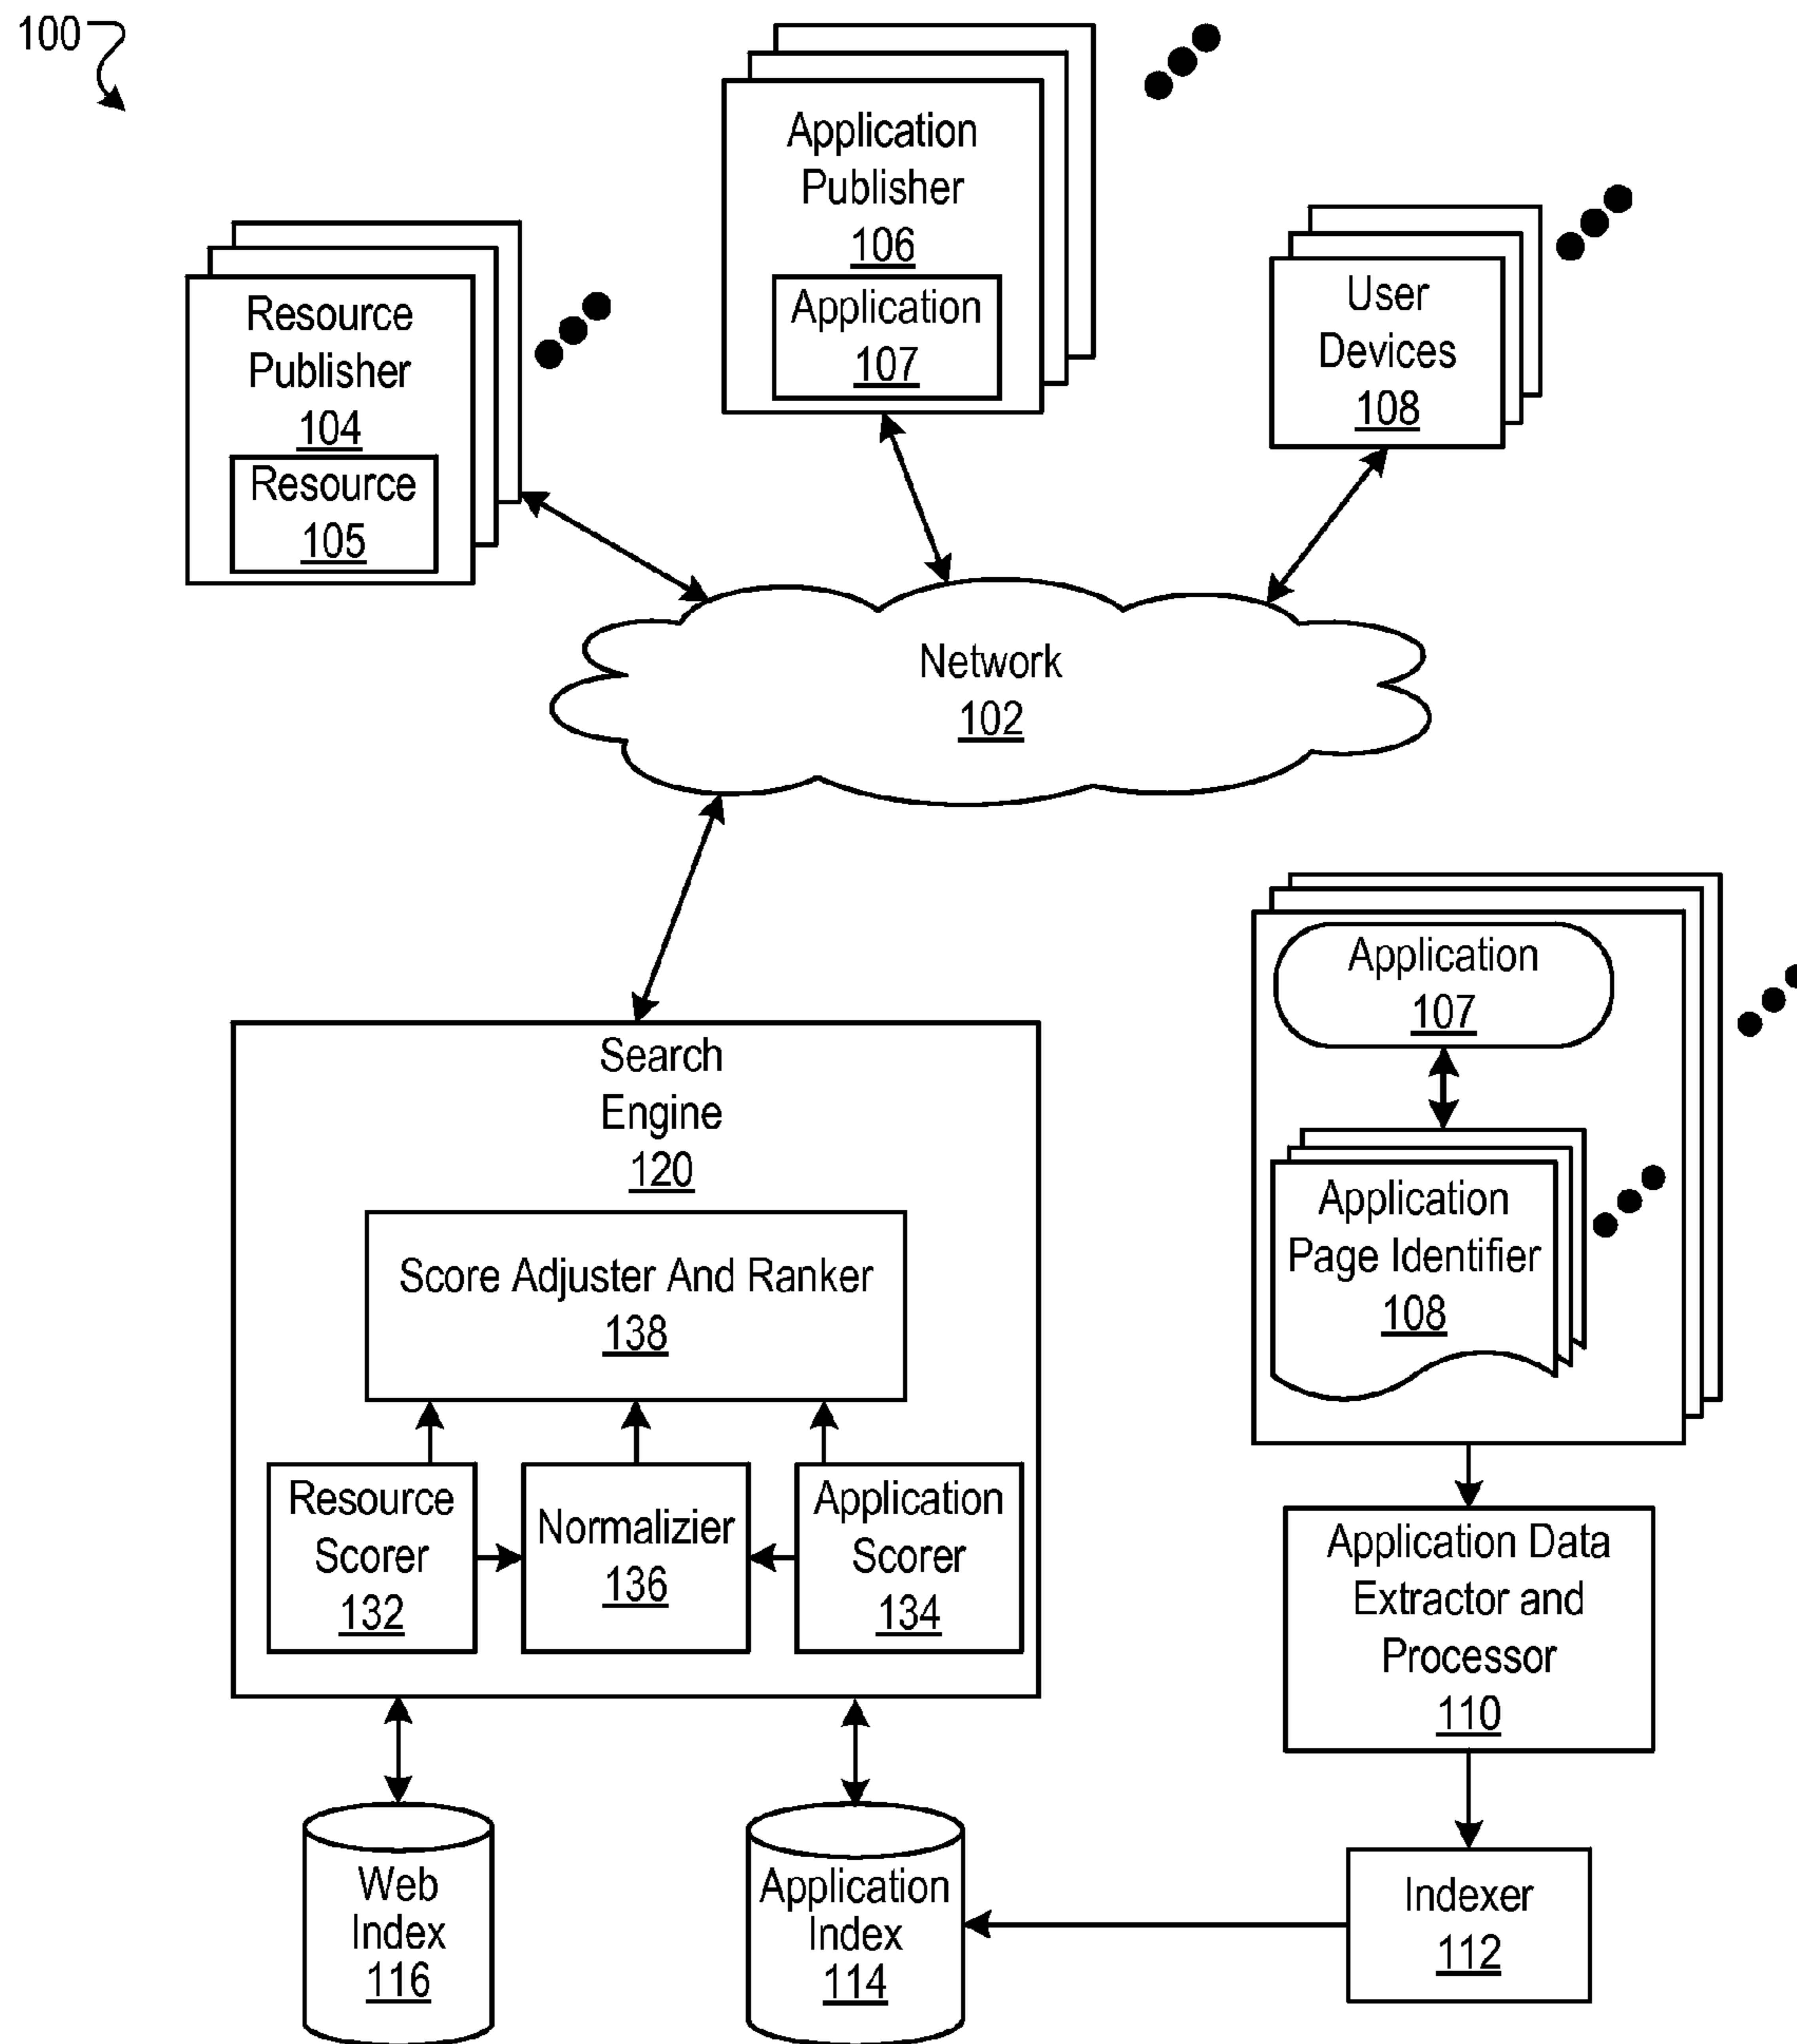 100
Application
Publisher
106
Application
107
User
Devices
108
Resource
Publisher
104
Resource
105
Network
102
Application
107
Application
Page Identifier
108
Search
Engine
120
Score Adjuster And Ranker
138
Resource
Scorer
132
Normalizier
136
Application
Scorer
134
Application Data
Extractor and
Processor
110
Web
Index
116
Application
Index
114
Indexer
112